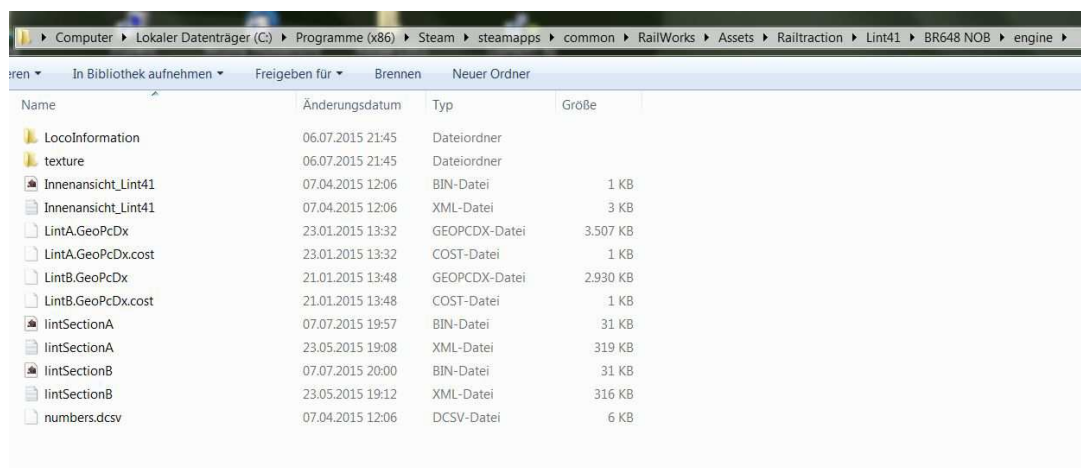 Computer ▸ Lokaler Datenträger (C:) ▸ Programme (x86) ▸ Steam ▸ steamapps ▸ common ▸ RailWorks ▸ Assets ▸ Railtraction ▸ Lint41 ▸ BR648 NOB ▸ engine ▸
eren ▾ In Bibliothek aufnehmen ▾ Freigeben für ▾ Brennen Neuer Ordner
Name Änderungsdatum Typ Größe
LocoInformation 06.07.2015 21:45 Dateiordner
texture 06.07.2015 21:45 Dateiordner
Innenansicht_Lint41 07.04.2015 12:06 BIN-Datei 1 KB
Innenansicht_Lint41 07.04.2015 12:06 XML-Datei 3 KB
LintA.GeoPcDx 23.01.2015 13:32 GEOPCDX-Datei 3.507 KB
LintA.GeoPcDx.cost 23.01.2015 13:32 COST-Datei 1 KB
LintB.GeoPcDx 21.01.2015 13:48 GEOPCDX-Datei 2.930 KB
LintB.GeoPcDx.cost 21.01.2015 13:48 COST-Datei 1 KB
lintSectionA 07.07.2015 19:57 BIN-Datei 31 KB
lintSectionA 23.05.2015 19:08 XML-Datei 319 KB
lintSectionB 07.07.2015 20:00 BIN-Datei 31 KB
lintSectionB 23.05.2015 19:12 XML-Datei 316 KB
numbers.dcsv 07.04.2015 12:06 DCSV-Datei 6 KB